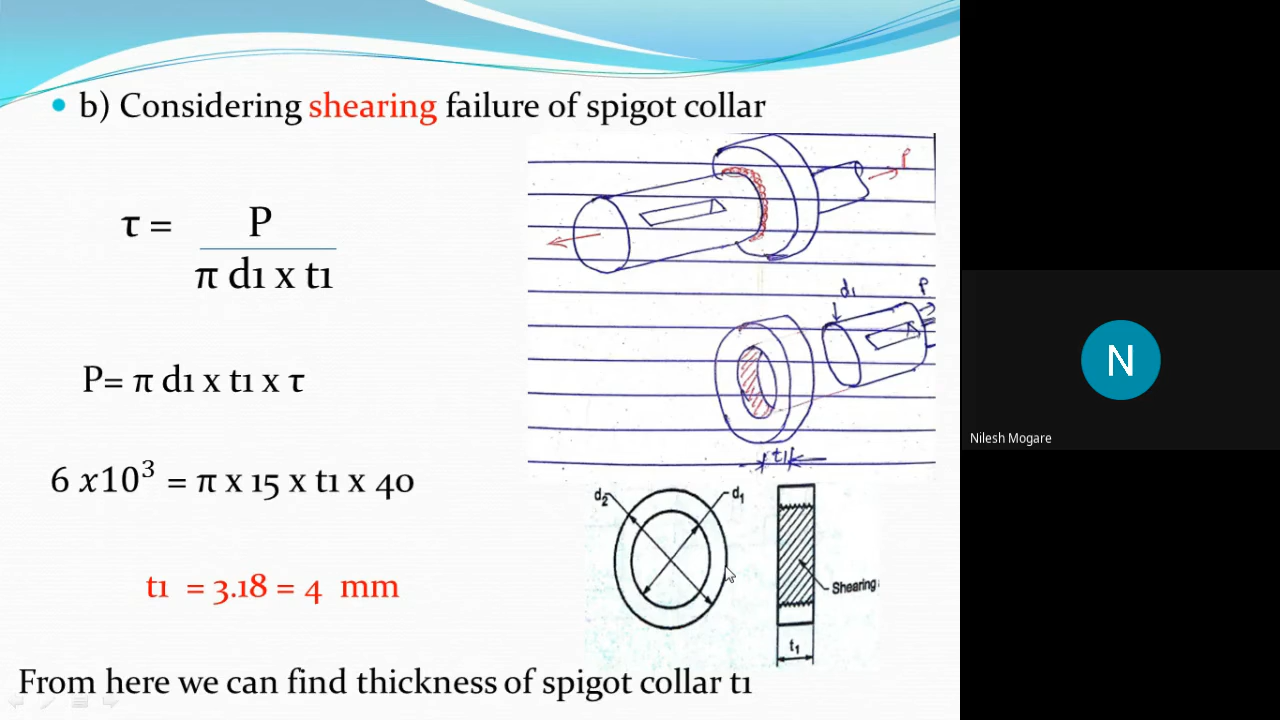 b) Considering shearing failure of spigot collar
τ = P
π d1 x t1
P= π d1 x t1 x τ
6 x10³ = π x 15 x t1 x 40
t1 = 3.18 = 4 mm
From here we can find thickness of spigot collar t1
P
d1
P
t1
d2
d1
Shearing
t1
N
Nilesh Mogare